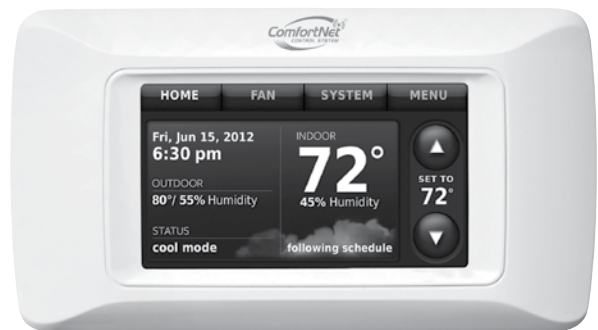 ComfortNet
CONTROL SYSTEM
HOME FAN SYSTEM MENU
Fri, Jun 15, 2012
6:30 pm
OUTDOOR
80°/ 55% Humidity
STATUS
cool mode
INDOOR
72°
45% Humidity
following schedule
SET TO
72°